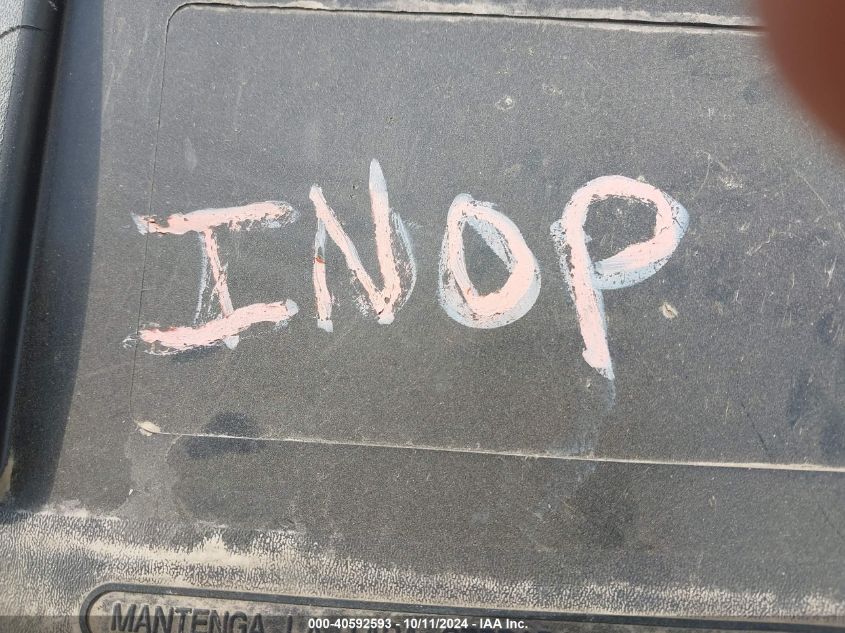 INOP
MANTENGA
000-40592593 - 10/11/2024 - IAA Inc.